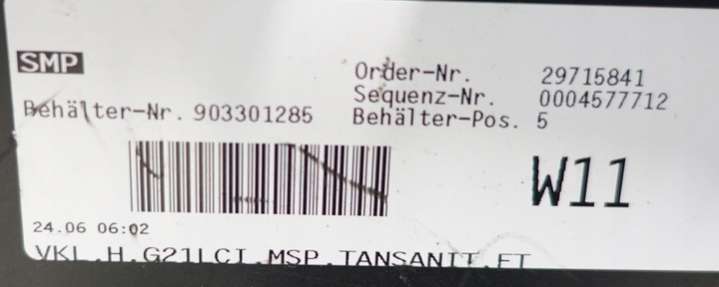 SMP
Order-Nr. 29715841
Sequenz-Nr. 0004577712
Behälter-Nr. 903301285 Behälter-Pos. 5
W11
24.06 06:02
VKL.H.G21LCI.MSP.TANSANIT.FT